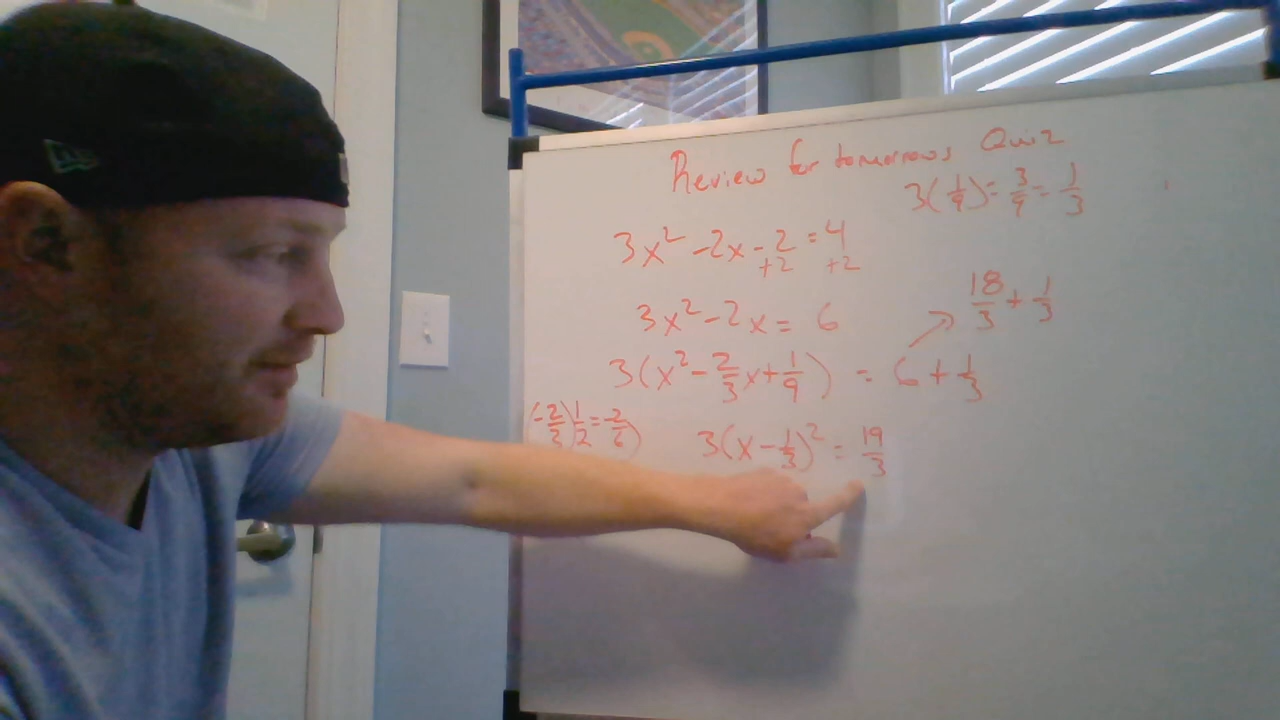 Review for tomorrows Quiz
3(1/9) = 3/9 = 1/3
3x² - 2x - 2 = 4
+2 +2
3x² - 2x = 6
18/3 + 1/3
3(x² - 2/3x + 1/9) = 6 + 1/3
(-2/3)1/2 = -2/6)
3(x - 1/3)² = 19/3